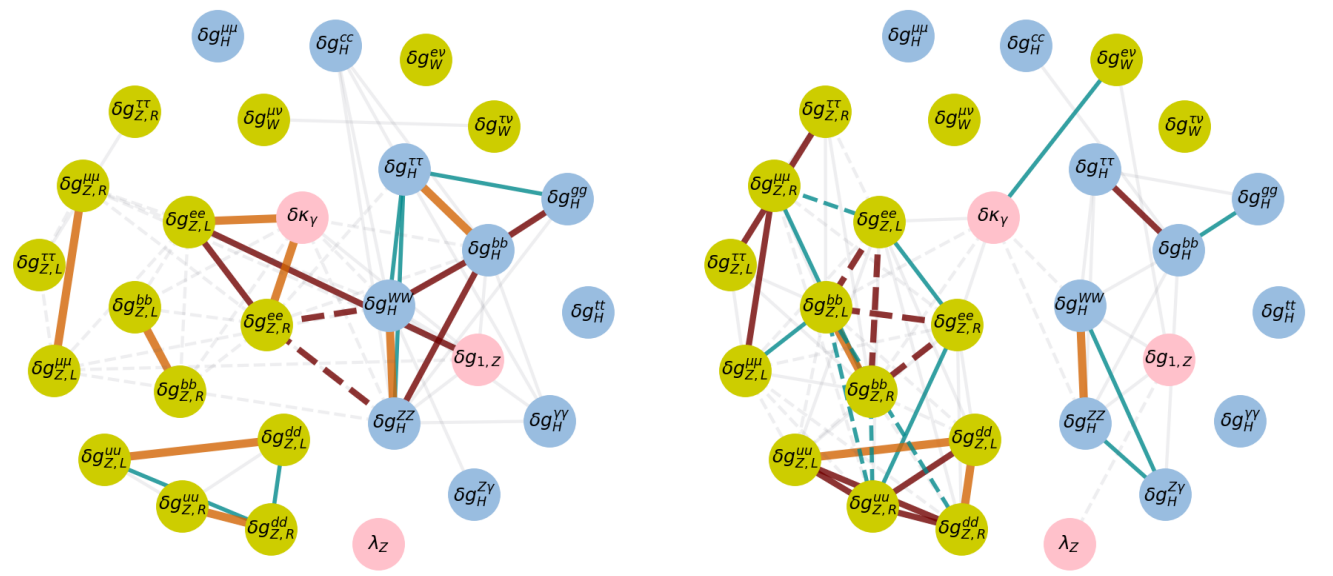 δg_H^{μμ}
δg_H^{cc}
δg_W^{eν}
δg_{Z,R}^{ττ}
δg_W^{μν}
δg_W^{τν}
δg_H^{ττ}
δg_{Z,R}^{μμ}
δg_H^{gg}
δg_{Z,L}^{ee}
δκ_γ
δg_H^{bb}
δg_{Z,L}^{ττ}
δg_{Z,L}^{bb}
δg_H^{WW}
δg_H^{tt}
δg_{Z,R}^{ee}
δg_{1,Z}
δg_{Z,L}^{μμ}
δg_{Z,R}^{bb}
δg_H^{ZZ}
δg_H^{γγ}
δg_{Z,L}^{dd}
δg_{Z,L}^{uu}
δg_H^{Zγ}
δg_{Z,R}^{uu}
δg_{Z,R}^{dd}
λ_Z
δg_H^{μμ}
δg_H^{cc}
δg_W^{eν}
δg_{Z,R}^{ττ}
δg_W^{μν}
δg_W^{τν}
δg_H^{ττ}
δg_{Z,R}^{μμ}
δg_H^{gg}
δg_{Z,L}^{ee}
δκ_γ
δg_H^{bb}
δg_{Z,L}^{ττ}
δg_{Z,L}^{bb}
δg_H^{WW}
δg_H^{tt}
δg_{Z,R}^{ee}
δg_{1,Z}
δg_{Z,L}^{μμ}
δg_{Z,R}^{bb}
δg_H^{ZZ}
δg_H^{γγ}
δg_{Z,L}^{dd}
δg_{Z,L}^{uu}
δg_H^{Zγ}
δg_{Z,R}^{uu}
δg_{Z,R}^{dd}
λ_Z